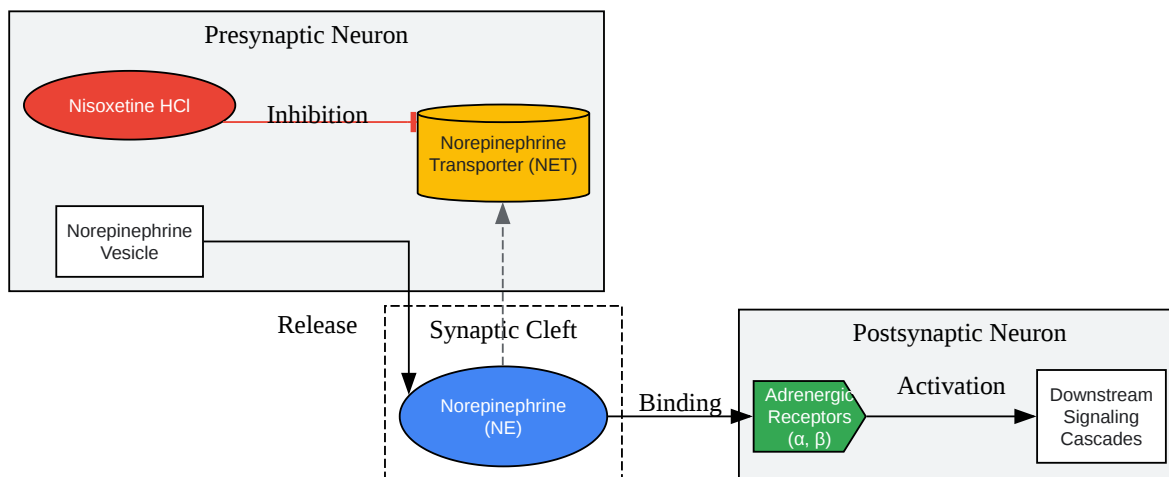 Presynaptic Neuron
Nisoxetine HCl
Inhibition
Norepinephrine
Transporter (NET)
Norepinephrine
Vesicle
Release
Synaptic Cleft
Norepinephrine
(NE)
Binding
Postsynaptic Neuron
Adrenergic
Receptors
(α, β)
Activation
Downstream
Signaling
Cascades